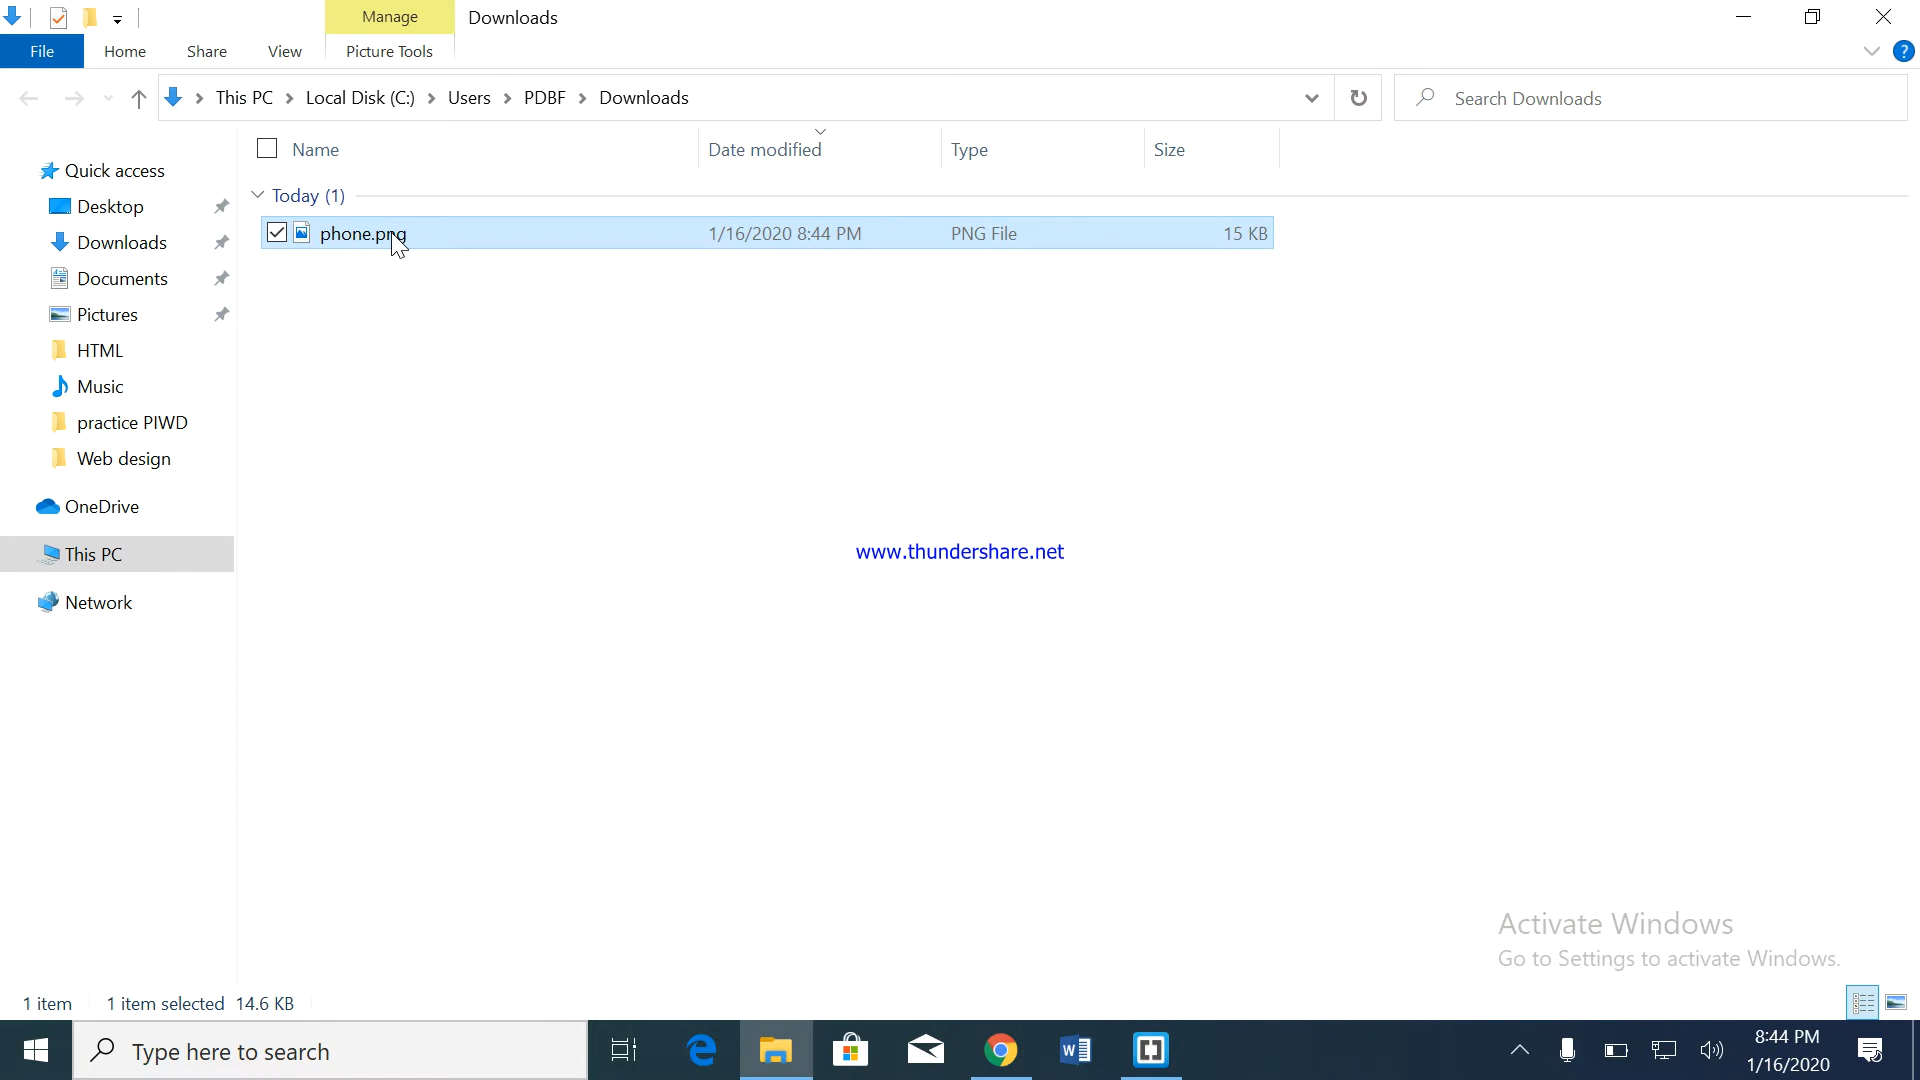 Manage
Downloads
File
Home
Share
View
Picture Tools
?
This PC
Local Disk (C:)
Users
PDBF
Downloads
Search Downloads
Name
Date modified
Type
Size
Quick access
Desktop
Downloads
Documents
Pictures
HTML
Music
practice PIWD
Web design
OneDrive
This PC
Network
Today (1)
phone.png
1/16/2020 8:44 PM
PNG File
15 KB
www.thundershare.net
Activate Windows
Go to Settings to activate Windows.
1 item
1 item selected 14.6 KB
Type here to search
8:44 PM
1/16/2020